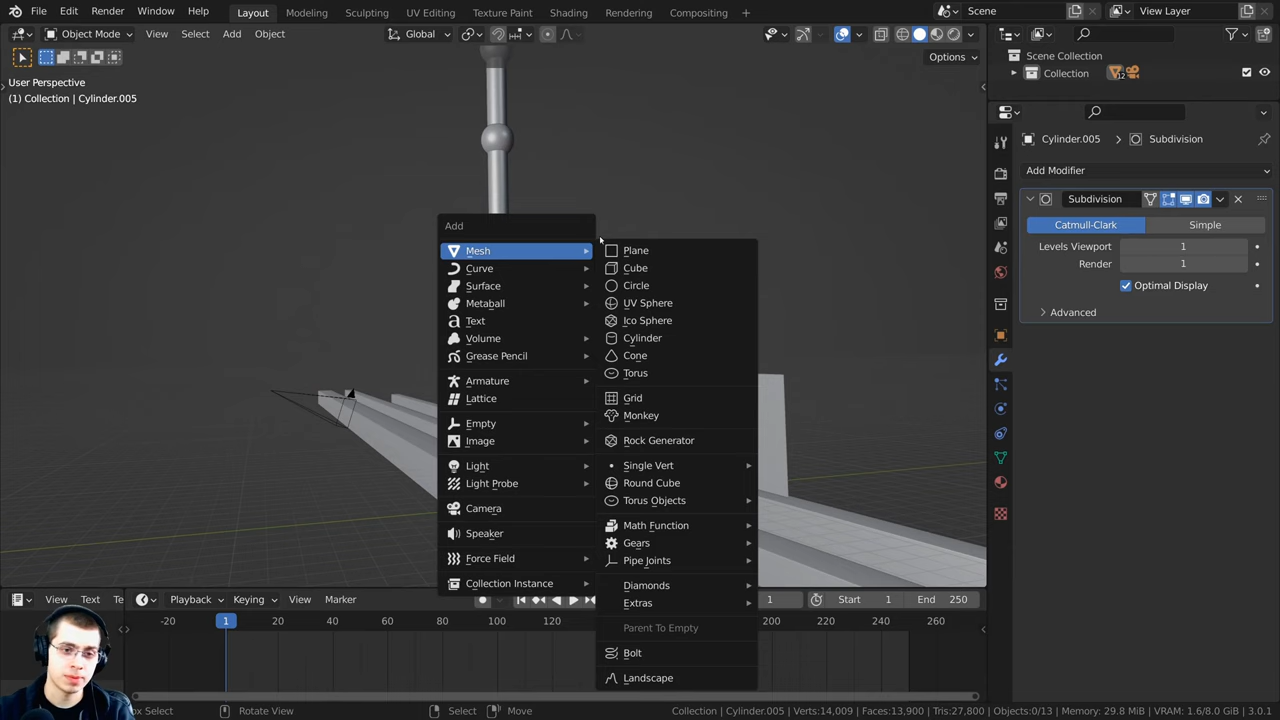 File Edit Render Window Help Layout Modeling Sculpting UV Editing Texture Paint Shading Rendering Compositing + Scene View Layer
Object Mode View Select Add Object Global
Options
User Perspective
(1) Collection | Cylinder.005
Scene Collection
Collection 12
Cylinder.005 > Subdivision
Add Modifier
Subdivision
Catmull-Clark Simple
Levels Viewport 1
Render 1
Optimal Display
Advanced
Add
Mesh
Curve
Surface
Metaball
Text
Volume
Grease Pencil
Armature
Lattice
Empty
Image
Light
Light Probe
Camera
Speaker
Force Field
Collection Instance
Plane
Cube
Circle
UV Sphere
Ico Sphere
Cylinder
Cone
Torus
Grid
Monkey
Rock Generator
Single Vert
Round Cube
Torus Objects
Math Function
Gears
Pipe Joints
Diamonds
Extras
Parent To Empty
Bolt
Landscape
View Text Te Playback Keying View Marker 1 Start 1 End 250
-20 1 20 40 60 80 100 120 200 220 240 260
ox Select Rotate View Select Move Collection | Cylinder.005 | Verts:14,009 | Faces:13,900 | Tris:27,800 | Objects:0/13 | Memory: 29.8 MiB | VRAM: 1.6/8.0 GiB | 3.0.1